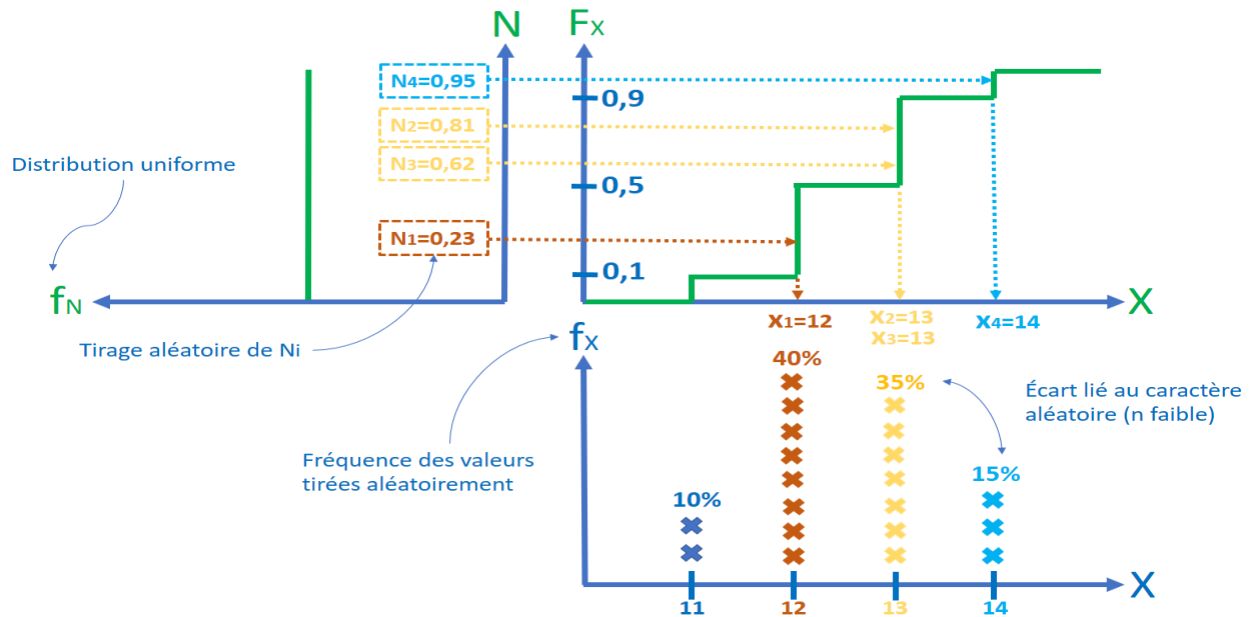 N
Fx
N4=0,95
0,9
N2=0,81
N3=0,62
Distribution uniforme
0,5
N1=0,23
0,1
fN
X
x1=12
x2=13
x3=13
x4=14
Tirage aléatoire de Ni
fx
40%
35%
Écart lié au caractère
aléatoire (n faible)
Fréquence des valeurs
tirées aléatoirement
10%
15%
X
11
12
13
14